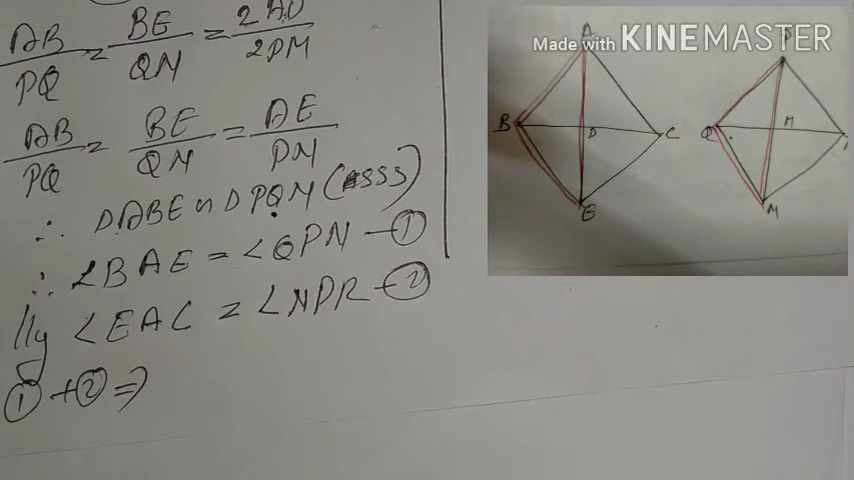 AB/PQ = BE/QN = 2AD/2PM
AB/PQ = BE/QN = AE/PN
∴ ΔABE ∼ ΔPQN (SSS)
∴ ∠BAE = ∠QPN – ①
||ly ∠EAC = ∠NPR – ②
① + ② ⇒
Made with KINEMASTER
A
B D C
E
P
Q M
M